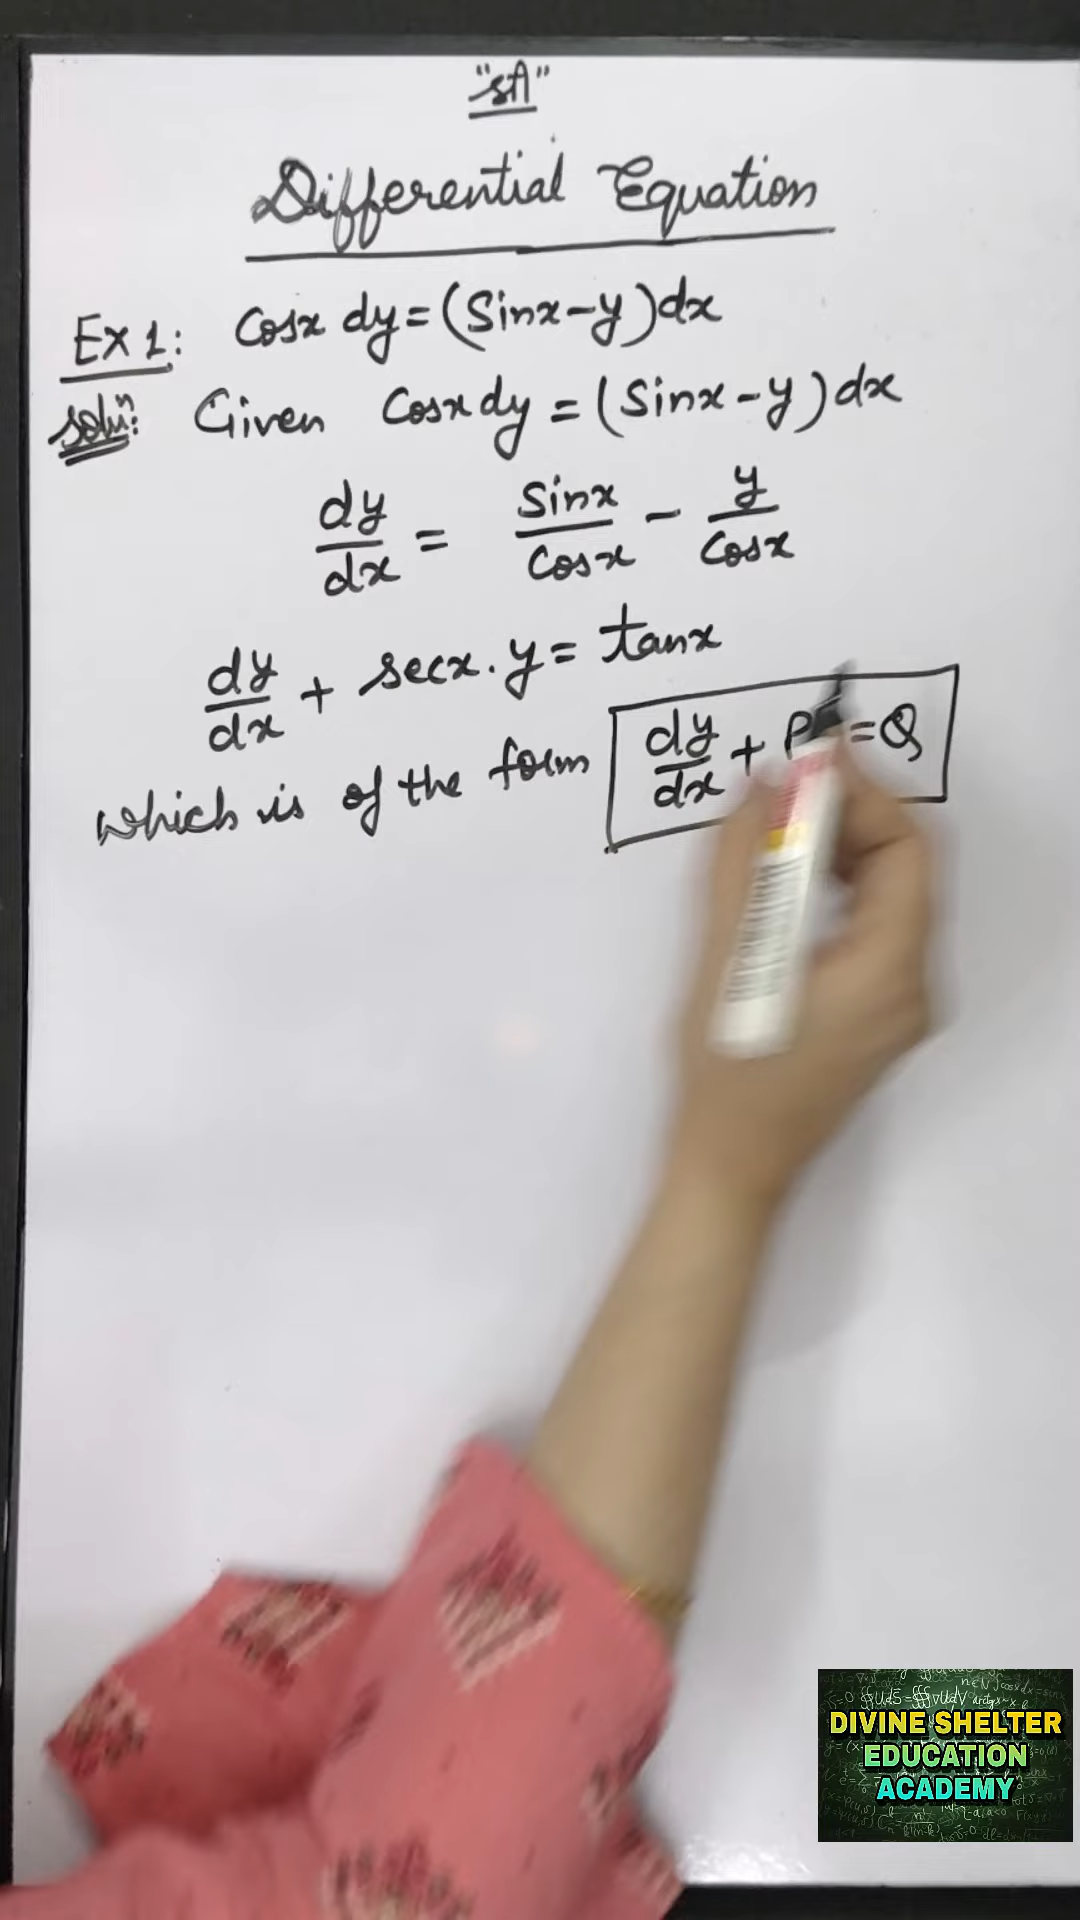 "श्री"
Differential Equation
Ex 1: Cosx dy = (Sinx - y) dx
Soln: Given Cosx dy = (Sinx - y) dx
dy/dx = Sinx/Cosx - y/Cosx
dy/dx + secx . y = tanx
which is of the form dy/dx + P = Q
DIVINE SHELTER
EDUCATION
ACADEMY